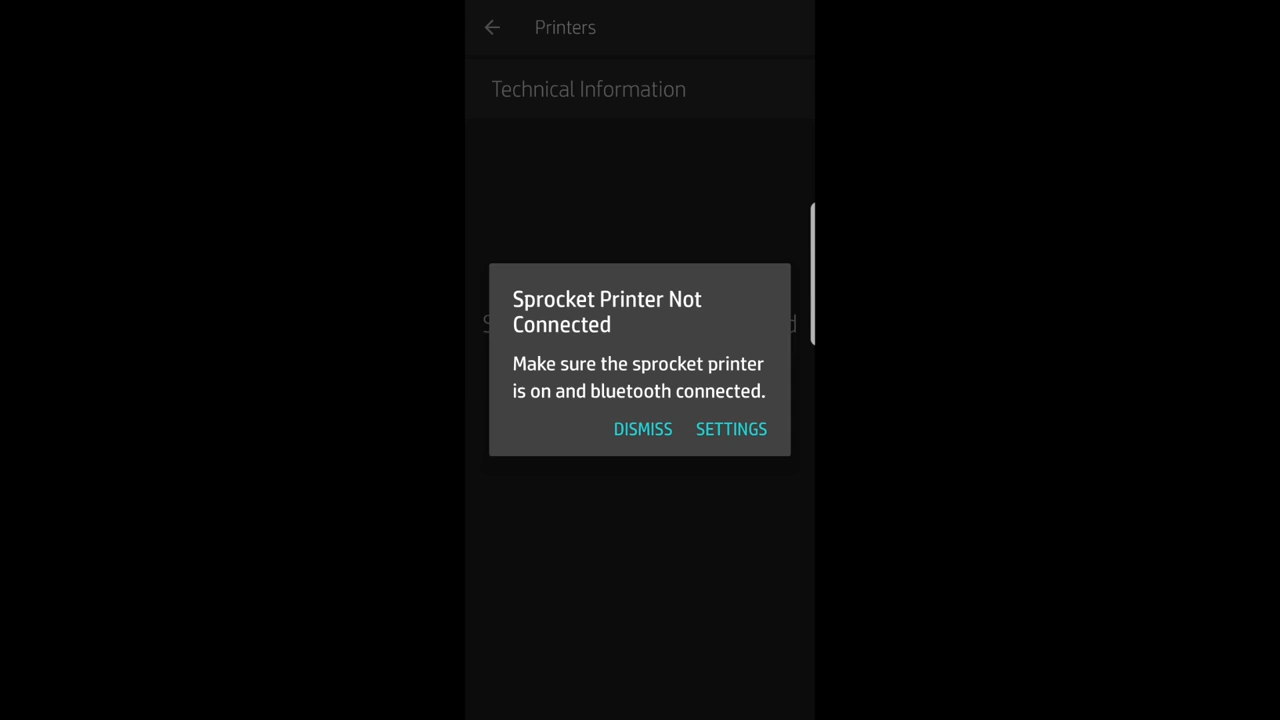 Printers
Technical Information
Sprocket Printer Not
Connected
Make sure the sprocket printer
is on and bluetooth connected.
DISMISS SETTINGS